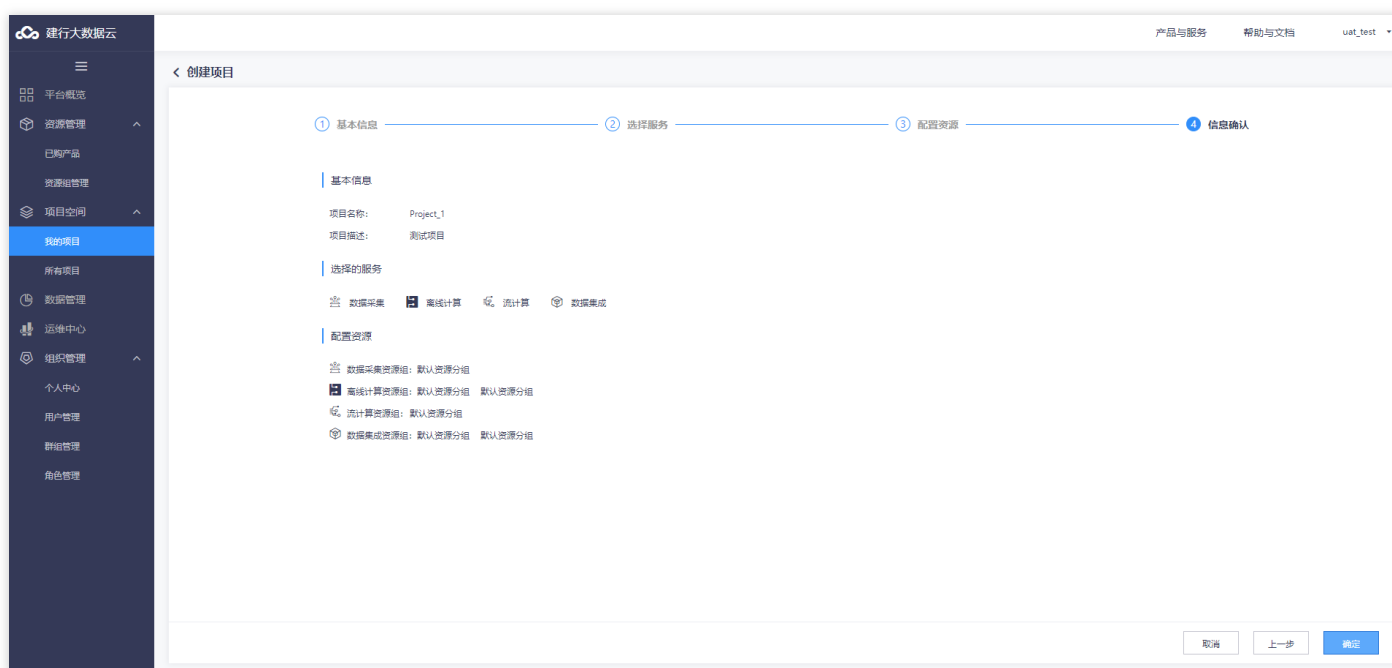 建行大数据云
产品与服务 帮助与文档 uat_test
创建项目
平台概览
资源管理
已购产品
资源组管理
项目空间
我的项目
所有项目
数据管理
运维中心
组织管理
个人中心
用户管理
群组管理
角色管理
1 基本信息 2 选择服务 3 配置资源 4 信息确认
基本信息
项目名称: Project_1
项目描述: 测试项目
选择的服务
数据采集 离线计算 流计算 数据集成
配置资源
数据采集资源组: 默认资源分组
离线计算资源组: 默认资源分组 默认资源分组
流计算资源组: 默认资源分组
数据集成资源组: 默认资源分组 默认资源分组
取消 上一步 确定